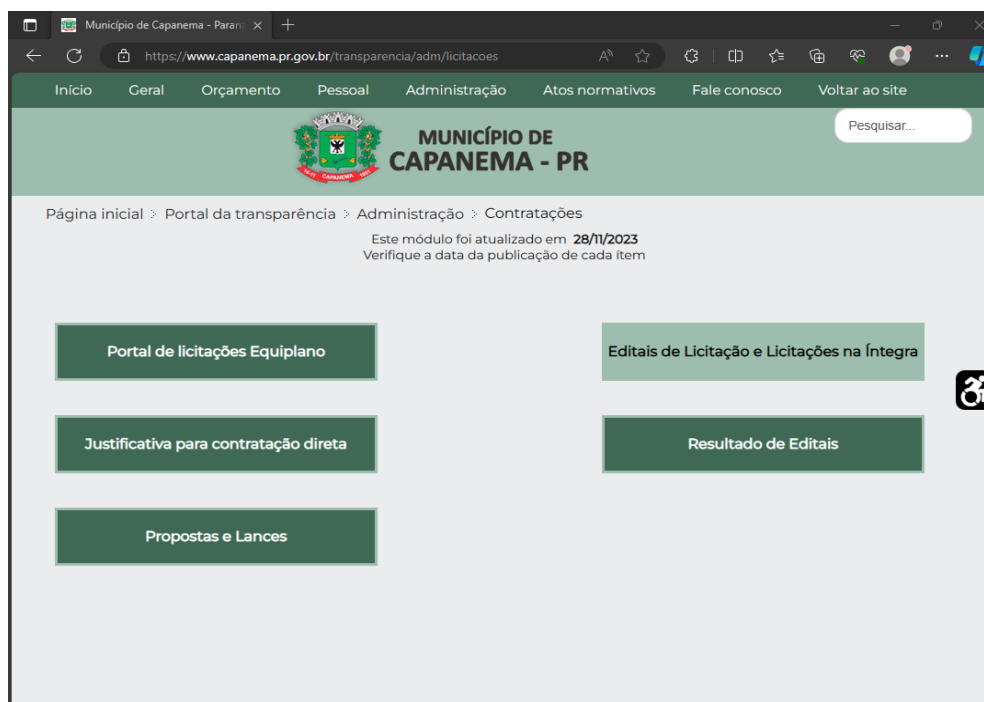 Município de Capanema - Paran
https://www.capanema.pr.gov.br/transparencia/adm/licitacoes
Início Geral Orçamento Pessoal Administração Atos normativos Fale conosco Voltar ao site
MUNICÍPIO DE
CAPANEMA - PR
Pesquisar...
CAPANEMA
Página inicial > Portal da transparência > Administração > Contratações
Este módulo foi atualizado em 28/11/2023
Verifique a data da publicação de cada ítem
Portal de licitações Equiplano
Editais de Licitação e Licitações na Íntegra
Justificativa para contratação direta
Resultado de Editais
Propostas e Lances